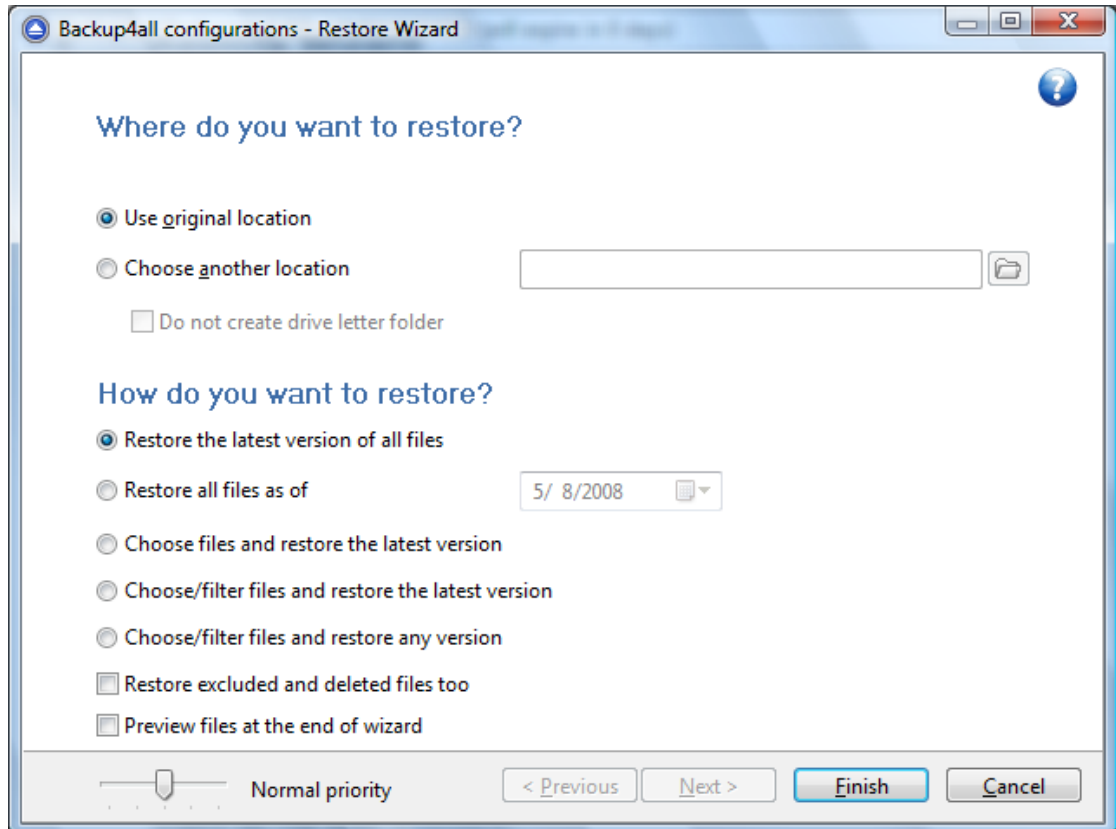 Backup4all configurations - Restore Wizard
?
Where do you want to restore?
Use original location
Choose another location
Do not create drive letter folder
How do you want to restore?
Restore the latest version of all files
Restore all files as of 5/ 8/2008
Choose files and restore the latest version
Choose/filter files and restore the latest version
Choose/filter files and restore any version
Restore excluded and deleted files too
Preview files at the end of wizard
Normal priority < Previous Next > Finish Cancel